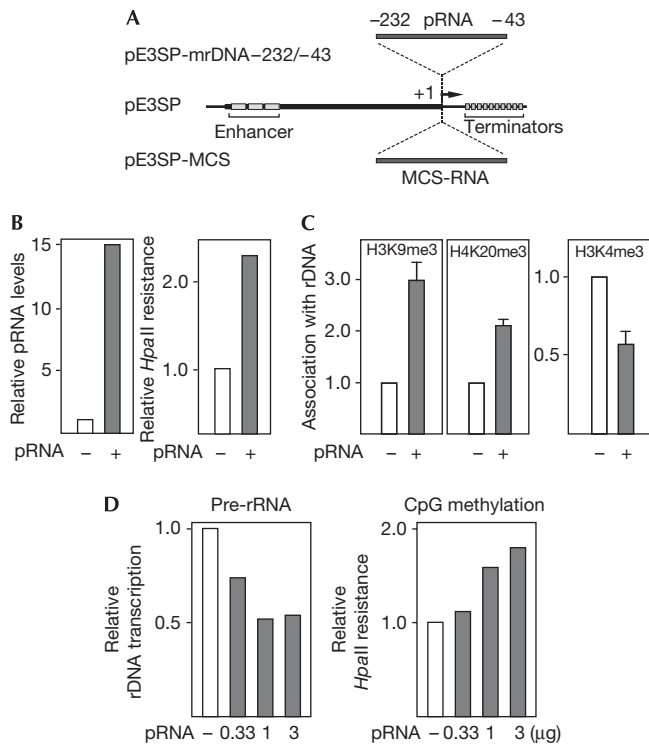 A
−232 pRNA −43
pE3SP-mrDNA−232/−43
+1
pE3SP
Enhancer
Terminators
pE3SP-MCS
MCS-RNA
B
Relative pRNA levels
15
10
5
pRNA − +
Relative HpaII resistance
2.0
1.0
− +
C
Association with rDNA
H3K9me3
H4K20me3
H3K4me3
3.0
2.0
1.0
1.0
0.5
pRNA − + − + − +
D
Pre-rRNA
Relative
rDNA transcription
1.0
0.5
pRNA − 0.33 1 3
CpG methylation
Relative
HpaII resistance
2.0
1.0
pRNA − 0.33 1 3 (μg)